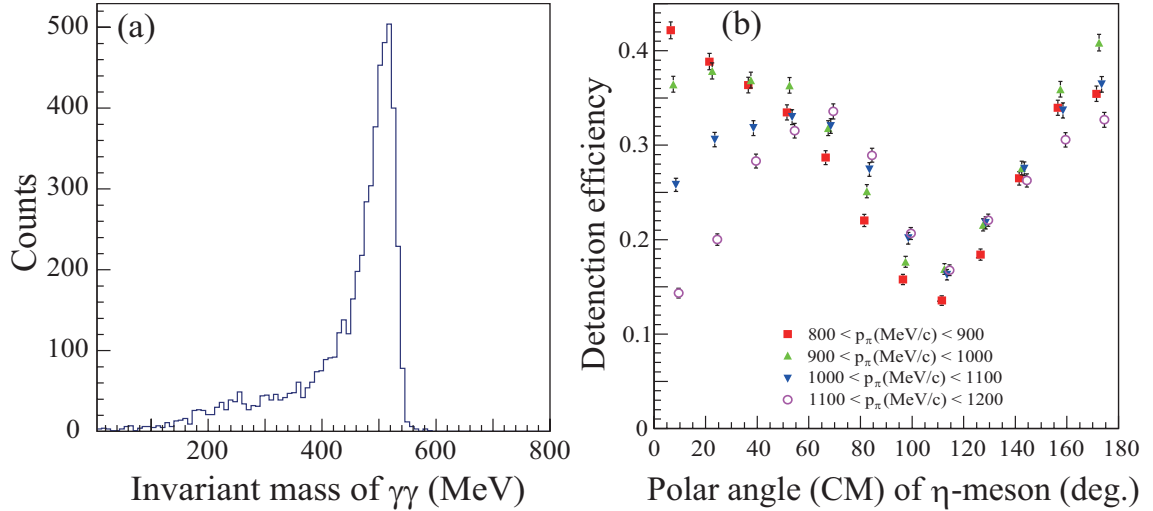 (a)
500
400
300
200
100
0
Counts
200 400 600 800
Invariant mass of γγ (MeV)
(b)
0.4
0.3
0.2
0.1
Detenction efficiency
800 < pπ(MeV/c) < 900
900 < pπ(MeV/c) < 1000
1000 < pπ(MeV/c) < 1100
1100 < pπ(MeV/c) < 1200
0 20 40 60 80 100 120 140 160 180
Polar angle (CM) of η-meson (deg.)